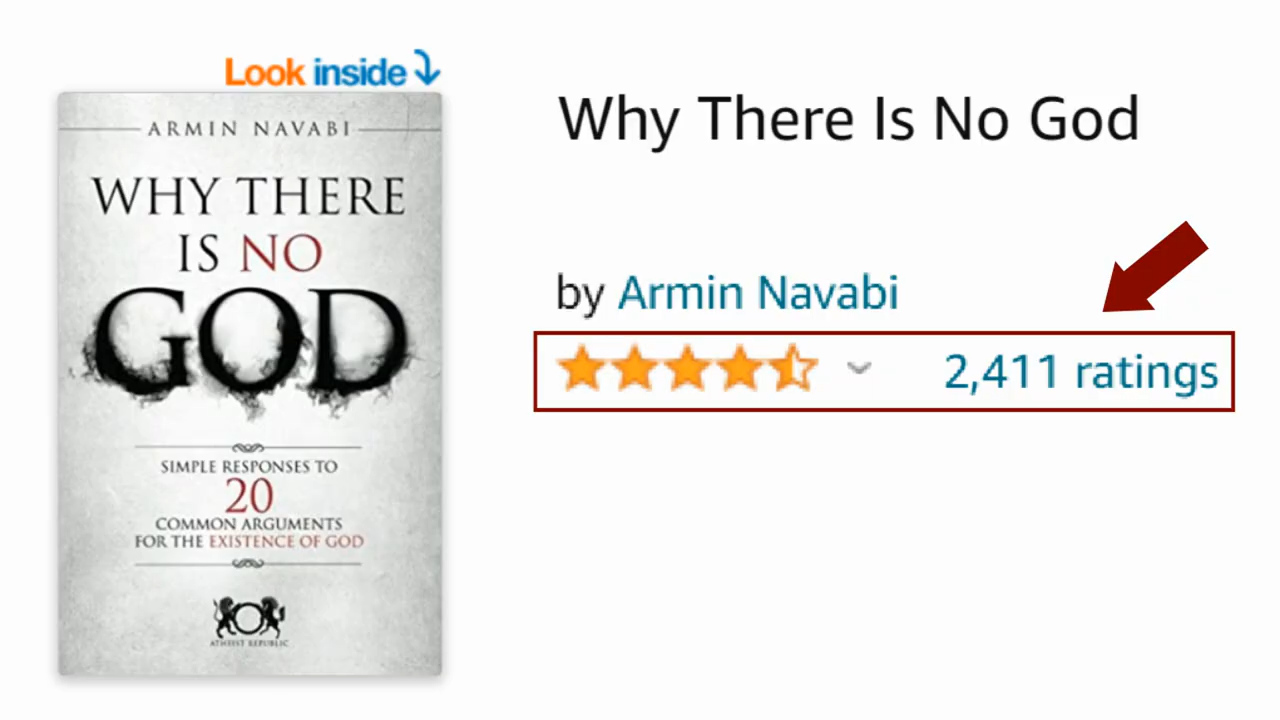 Look inside
ARMIN NAVABI
WHY THERE
IS NO
GOD
SIMPLE RESPONSES TO
20
COMMON ARGUMENTS
FOR THE EXISTENCE OF GOD
ATHEIST REPUBLIC
Why There Is No God
by Armin Navabi
2,411 ratings